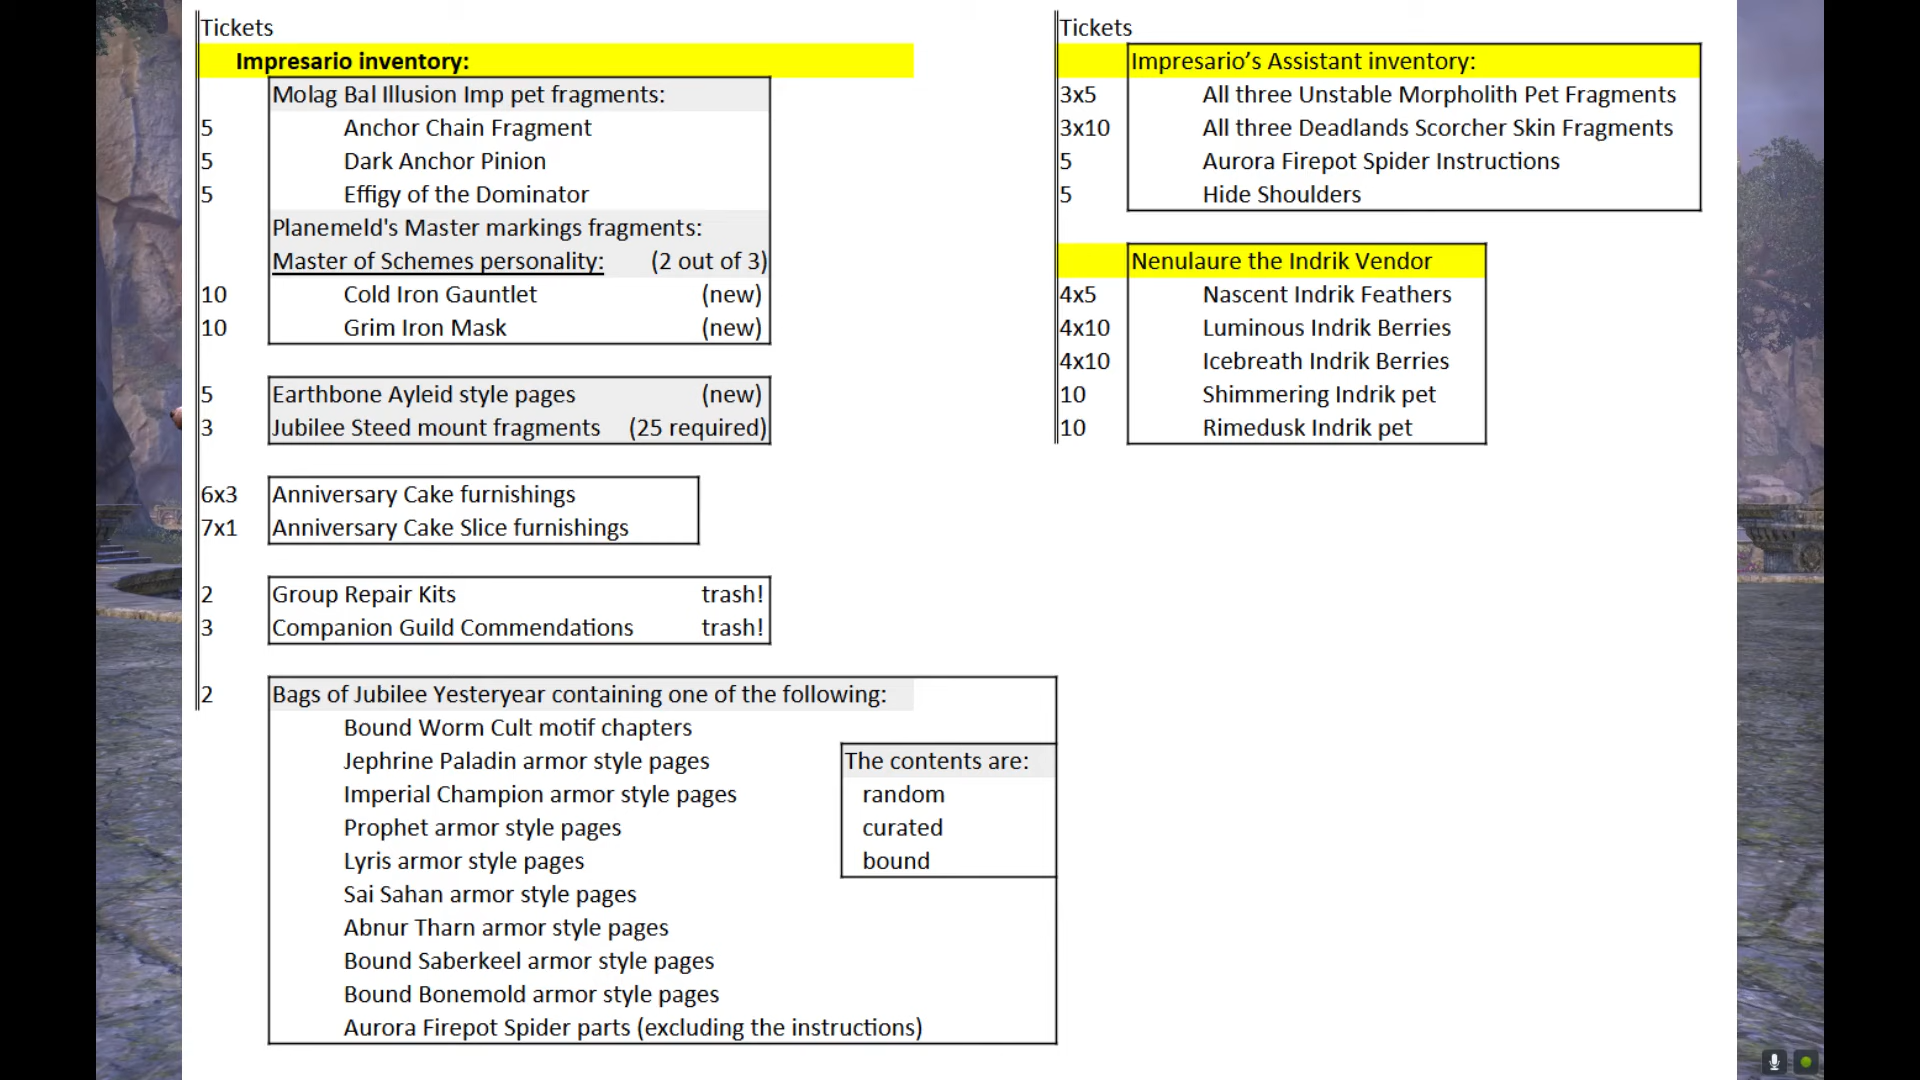 Tickets
Impresario inventory:
Molag Bal Illusion Imp pet fragments:
5 Anchor Chain Fragment
5 Dark Anchor Pinion
5 Effigy of the Dominator
Planemeld's Master markings fragments:
Master of Schemes personality: (2 out of 3)
10 Cold Iron Gauntlet (new)
10 Grim Iron Mask (new)
5 Earthbone Ayleid style pages (new)
3 Jubilee Steed mount fragments (25 required)
6x3 Anniversary Cake furnishings
7x1 Anniversary Cake Slice furnishings
2 Group Repair Kits trash!
3 Companion Guild Commendations trash!
2 Bags of Jubilee Yesteryear containing one of the following:
Bound Worm Cult motif chapters
Jephrine Paladin armor style pages
Imperial Champion armor style pages
Prophet armor style pages
Lyris armor style pages
Sai Sahan armor style pages
Abnur Tharn armor style pages
Bound Saberkeel armor style pages
Bound Bonemold armor style pages
Aurora Firepot Spider parts (excluding the instructions)
The contents are:
random
curated
bound
Tickets
Impresario’s Assistant inventory:
3x5 All three Unstable Morpholith Pet Fragments
3x10 All three Deadlands Scorcher Skin Fragments
5 Aurora Firepot Spider Instructions
5 Hide Shoulders
Nenulaure the Indrik Vendor
4x5 Nascent Indrik Feathers
4x10 Luminous Indrik Berries
4x10 Icebreath Indrik Berries
10 Shimmering Indrik pet
10 Rimedusk Indrik pet